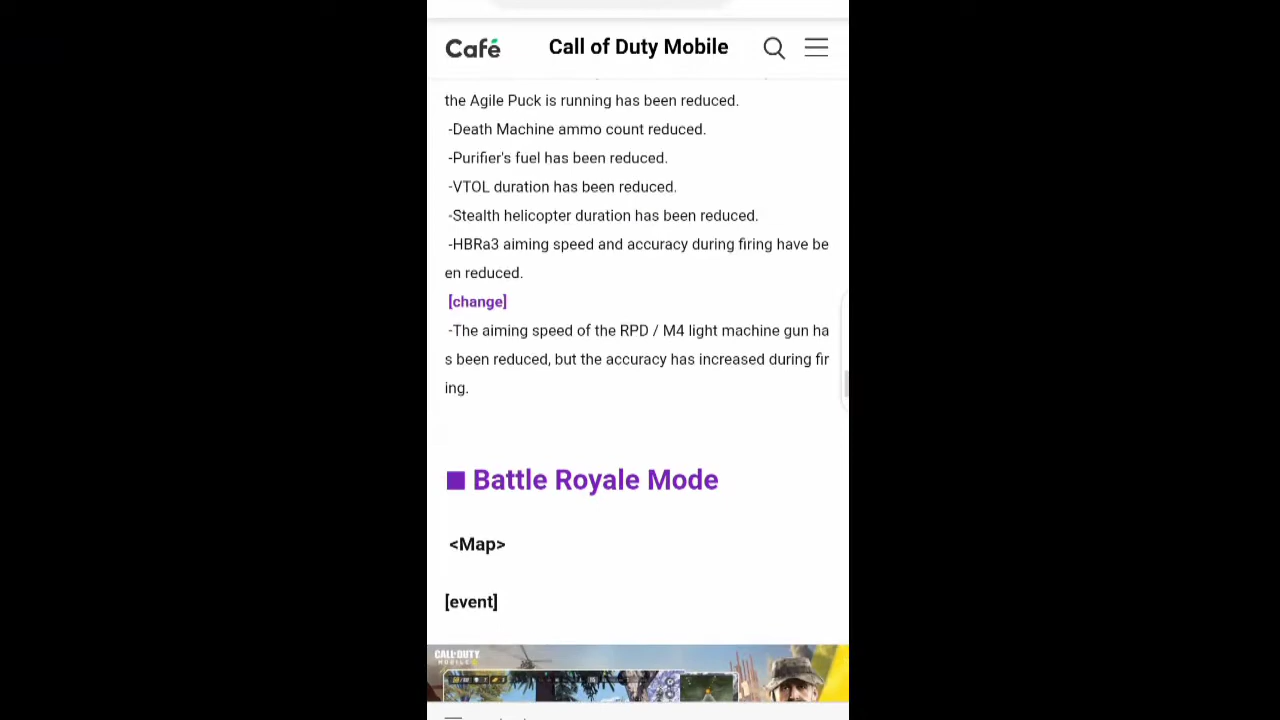 Café
Call of Duty Mobile
the Agile Puck is running has been reduced.
-Death Machine ammo count reduced.
-Purifier's fuel has been reduced.
-VTOL duration has been reduced.
-Stealth helicopter duration has been reduced.
-HBRa3 aiming speed and accuracy during firing have be
en reduced.
[change]
-The aiming speed of the RPD / M4 light machine gun ha
s been reduced, but the accuracy has increased during fir
ing.
■ Battle Royale Mode
<Map>
[event]
CALL OF DUTY
MOBILE